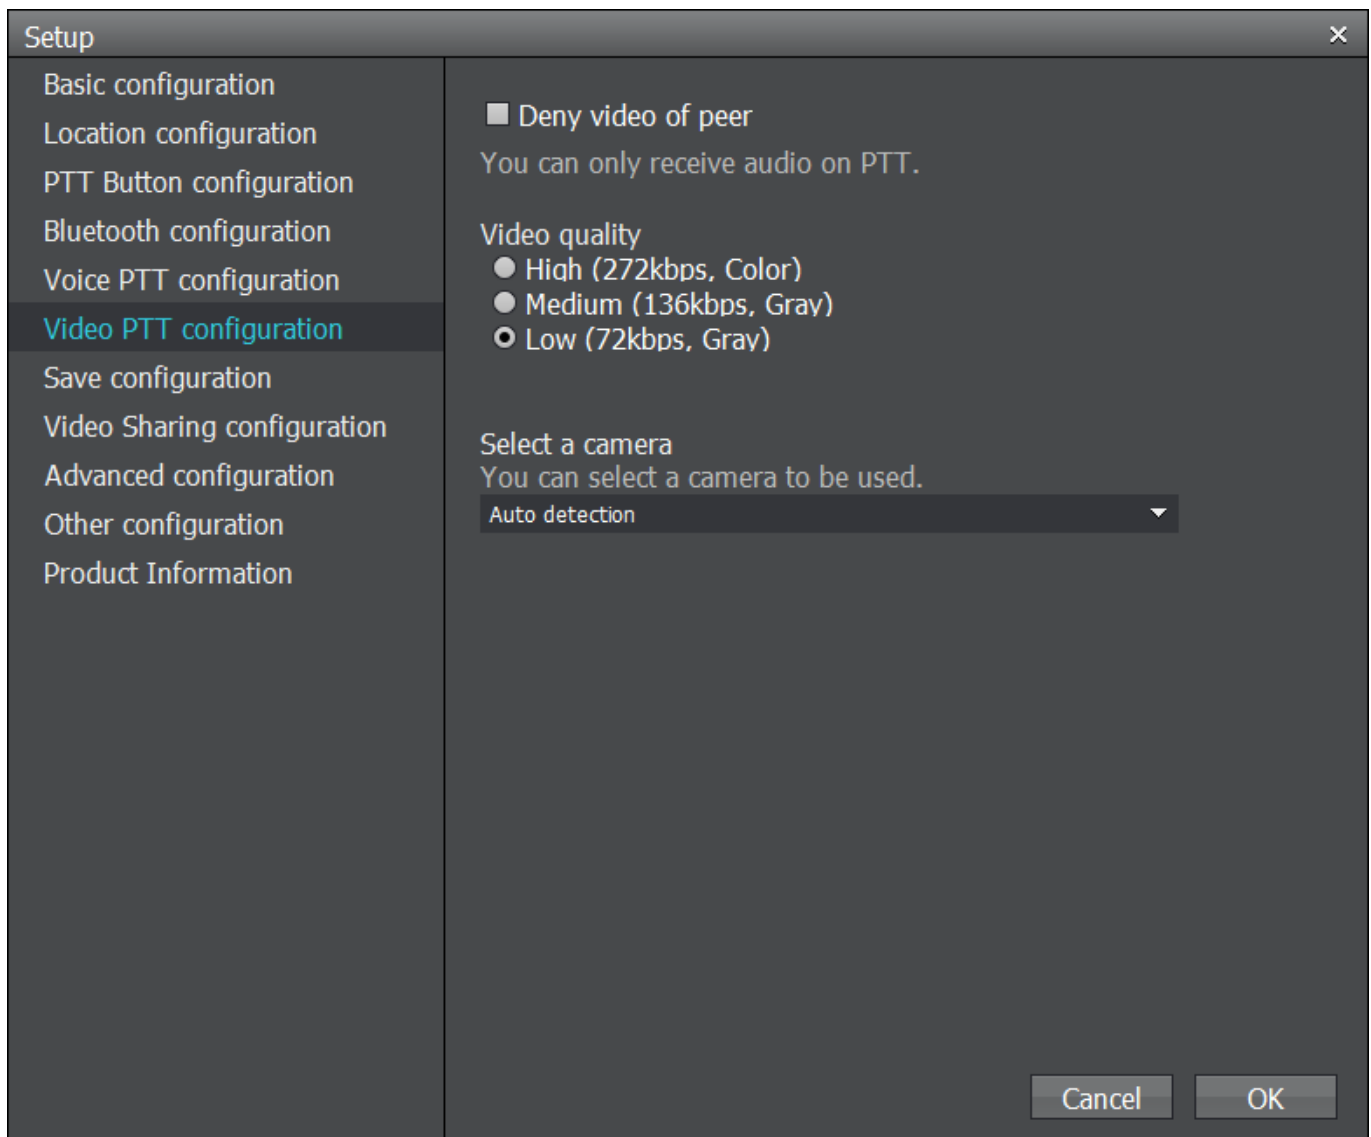 Setup
Basic configuration
Location configuration
PTT Button configuration
Bluetooth configuration
Voice PTT configuration
Video PTT configuration
Save configuration
Video Sharing configuration
Advanced configuration
Other configuration
Product Information
Deny video of peer
You can only receive audio on PTT.
Video quality
High (272kbps, Color)
Medium (136kbps, Gray)
Low (72kbps, Gray)
Select a camera
You can select a camera to be used.
Auto detection
Cancel
OK